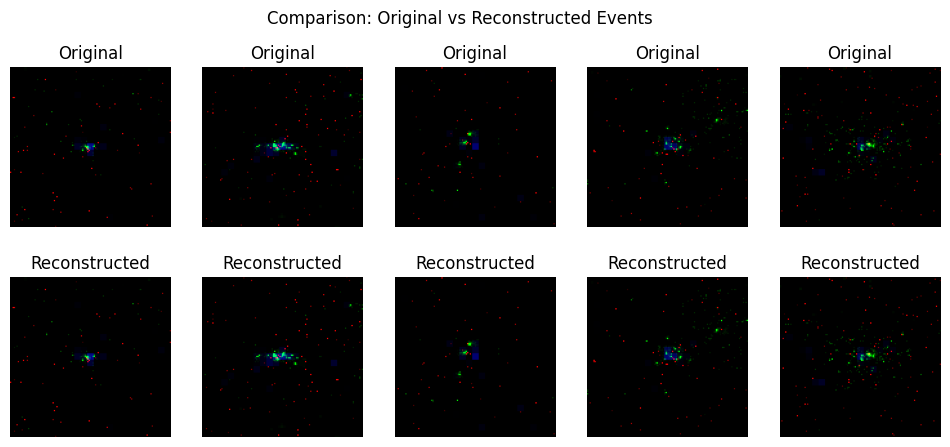 Comparison: Original vs Reconstructed Events
Original Original Original Original Original
Reconstructed Reconstructed Reconstructed Reconstructed Reconstructed